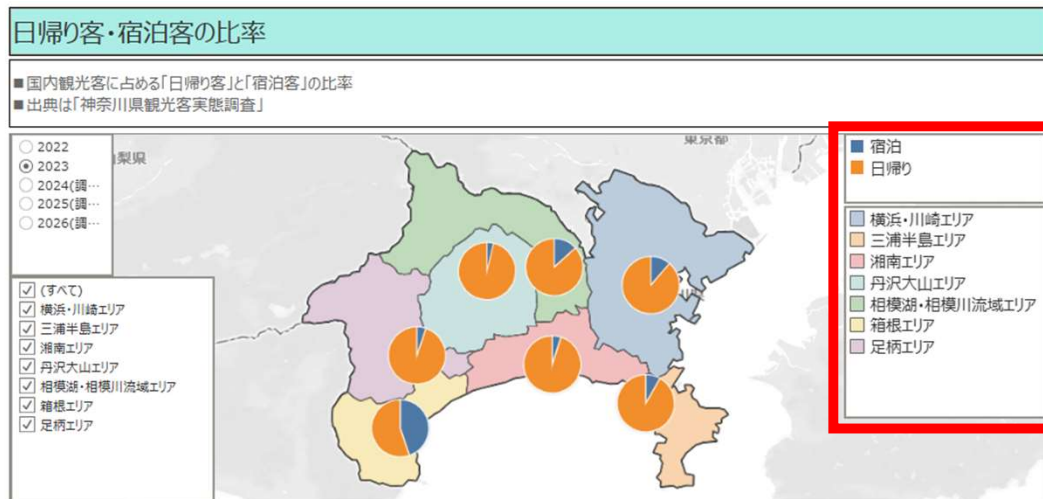 日帰り客・宿泊客の比率
■国内観光客に占める「日帰り客」と「宿泊客」の比率
■出典は「神奈川県観光客実態調査」
2022
2023
2024(調…
2025(調…
2026(調…
山梨県
東京都
宿泊
日帰り
横浜・川崎エリア
三浦半島エリア
湘南エリア
丹沢大山エリア
相模湖・相模川流域エリア
箱根エリア
足柄エリア
(すべて)
横浜・川崎エリア
三浦半島エリア
湘南エリア
丹沢大山エリア
相模湖・相模川流域エリア
箱根エリア
足柄エリア